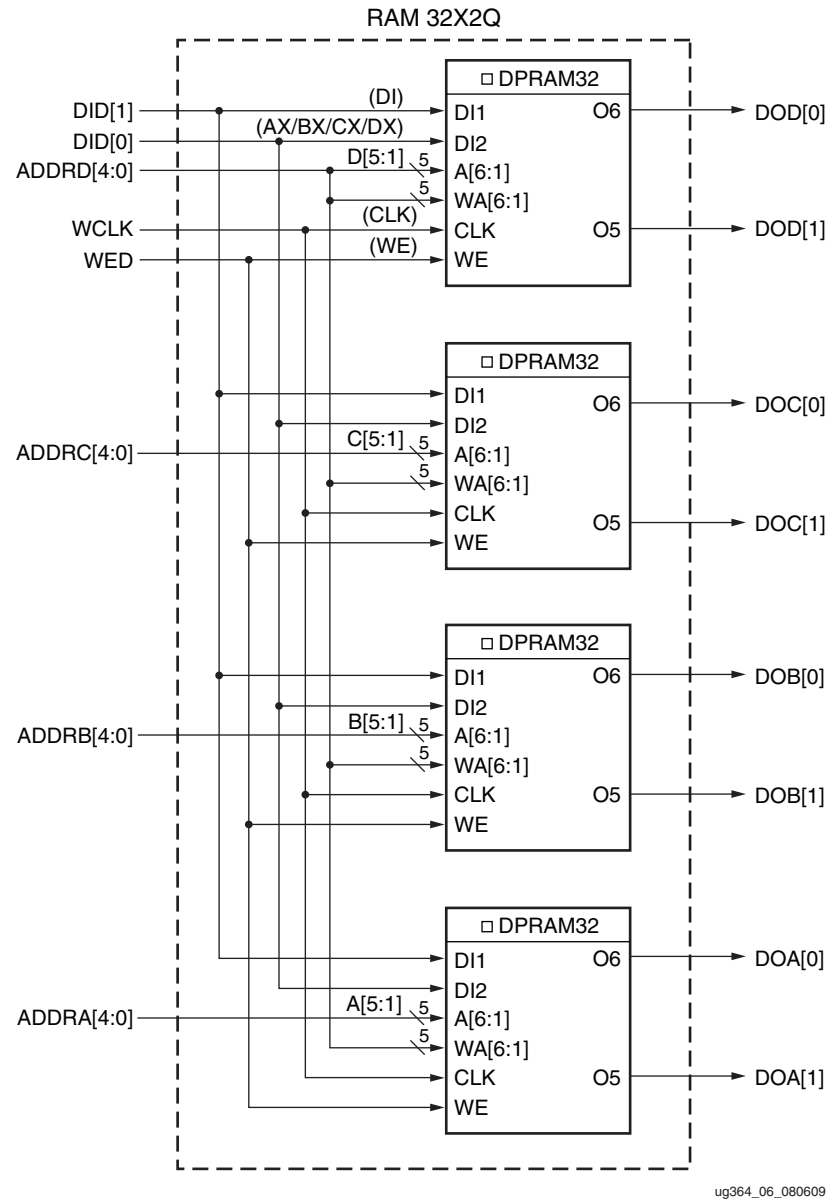 RAM 32X2Q
DPRAM32
DID[1] (DI) DI1 O6 DOD[0]
DID[0] (AX/BX/CX/DX) DI2
ADDRD[4:0] D[5:1] 5 A[6:1]
5 WA[6:1]
WCLK (CLK) CLK O5 DOD[1]
WED (WE) WE
DPRAM32
DI1 O6 DOC[0]
DI2
ADDRC[4:0] C[5:1] 5 A[6:1]
5 WA[6:1]
CLK O5 DOC[1]
WE
DPRAM32
DI1 O6 DOB[0]
DI2
ADDRB[4:0] B[5:1] 5 A[6:1]
5 WA[6:1]
CLK O5 DOB[1]
WE
DPRAM32
DI1 O6 DOA[0]
DI2
ADDRA[4:0] A[5:1] 5 A[6:1]
5 WA[6:1]
CLK O5 DOA[1]
WE
ug364_06_080609